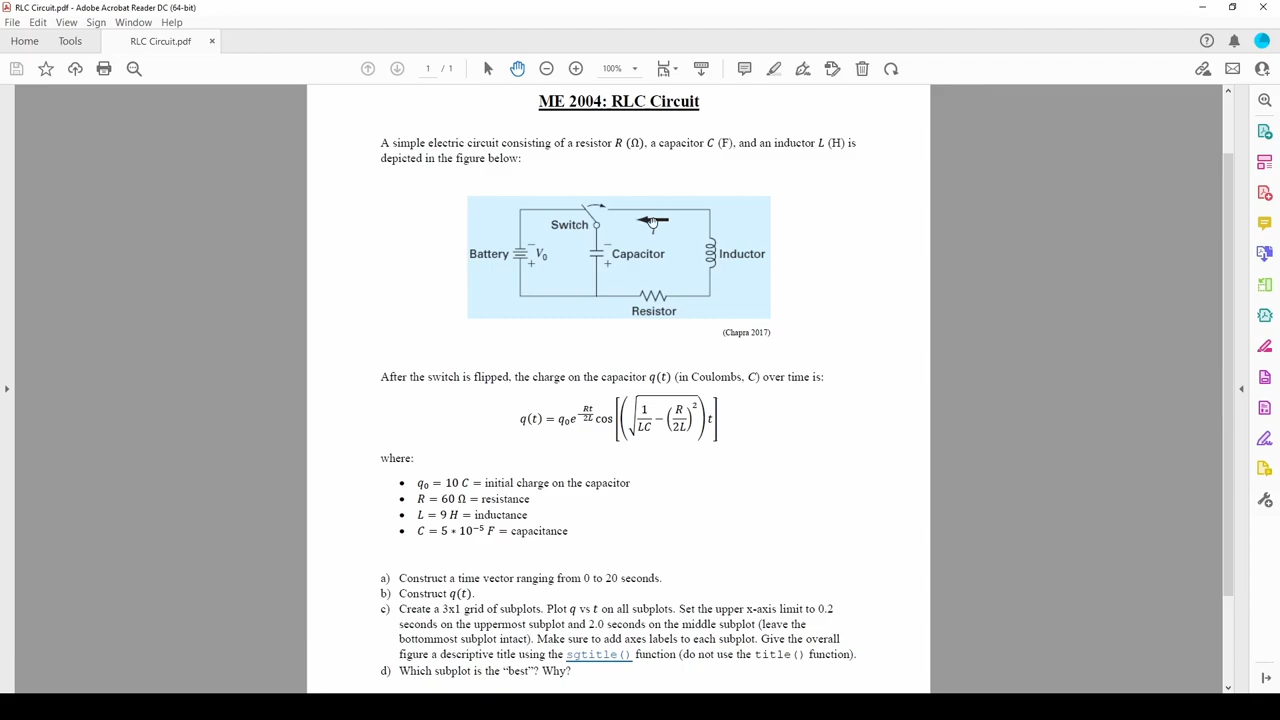 RLC Circuit.pdf - Adobe Acrobat Reader DC (64-bit)
File Edit View Sign Window Help
Home Tools RLC Circuit.pdf ×
1 / 1 100%
ME 2004: RLC Circuit
A simple electric circuit consisting of a resistor R (Ω), a capacitor C (F), and an inductor L (H) is
depicted in the figure below:
Switch
Battery V₀ Capacitor Inductor
Resistor
(Chapra 2017)
After the switch is flipped, the charge on the capacitor q(t) (in Coulombs, C) over time is:
q(t) = q₀e^(-Rt/2L) cos[(√(1/LC − (R/2L)²))t]
where:
• q₀ = 10 C = initial charge on the capacitor
• R = 60 Ω = resistance
• L = 9 H = inductance
• C = 5 * 10⁻⁵ F = capacitance
a) Construct a time vector ranging from 0 to 20 seconds.
b) Construct q(t).
c) Create a 3x1 grid of subplots. Plot q vs t on all subplots. Set the upper x-axis limit to 0.2
seconds on the uppermost subplot and 2.0 seconds on the middle subplot (leave the
bottommost subplot intact). Make sure to add axes labels to each subplot. Give the overall
figure a descriptive title using the sgtitle() function (do not use the title() function).
d) Which subplot is the “best”? Why?